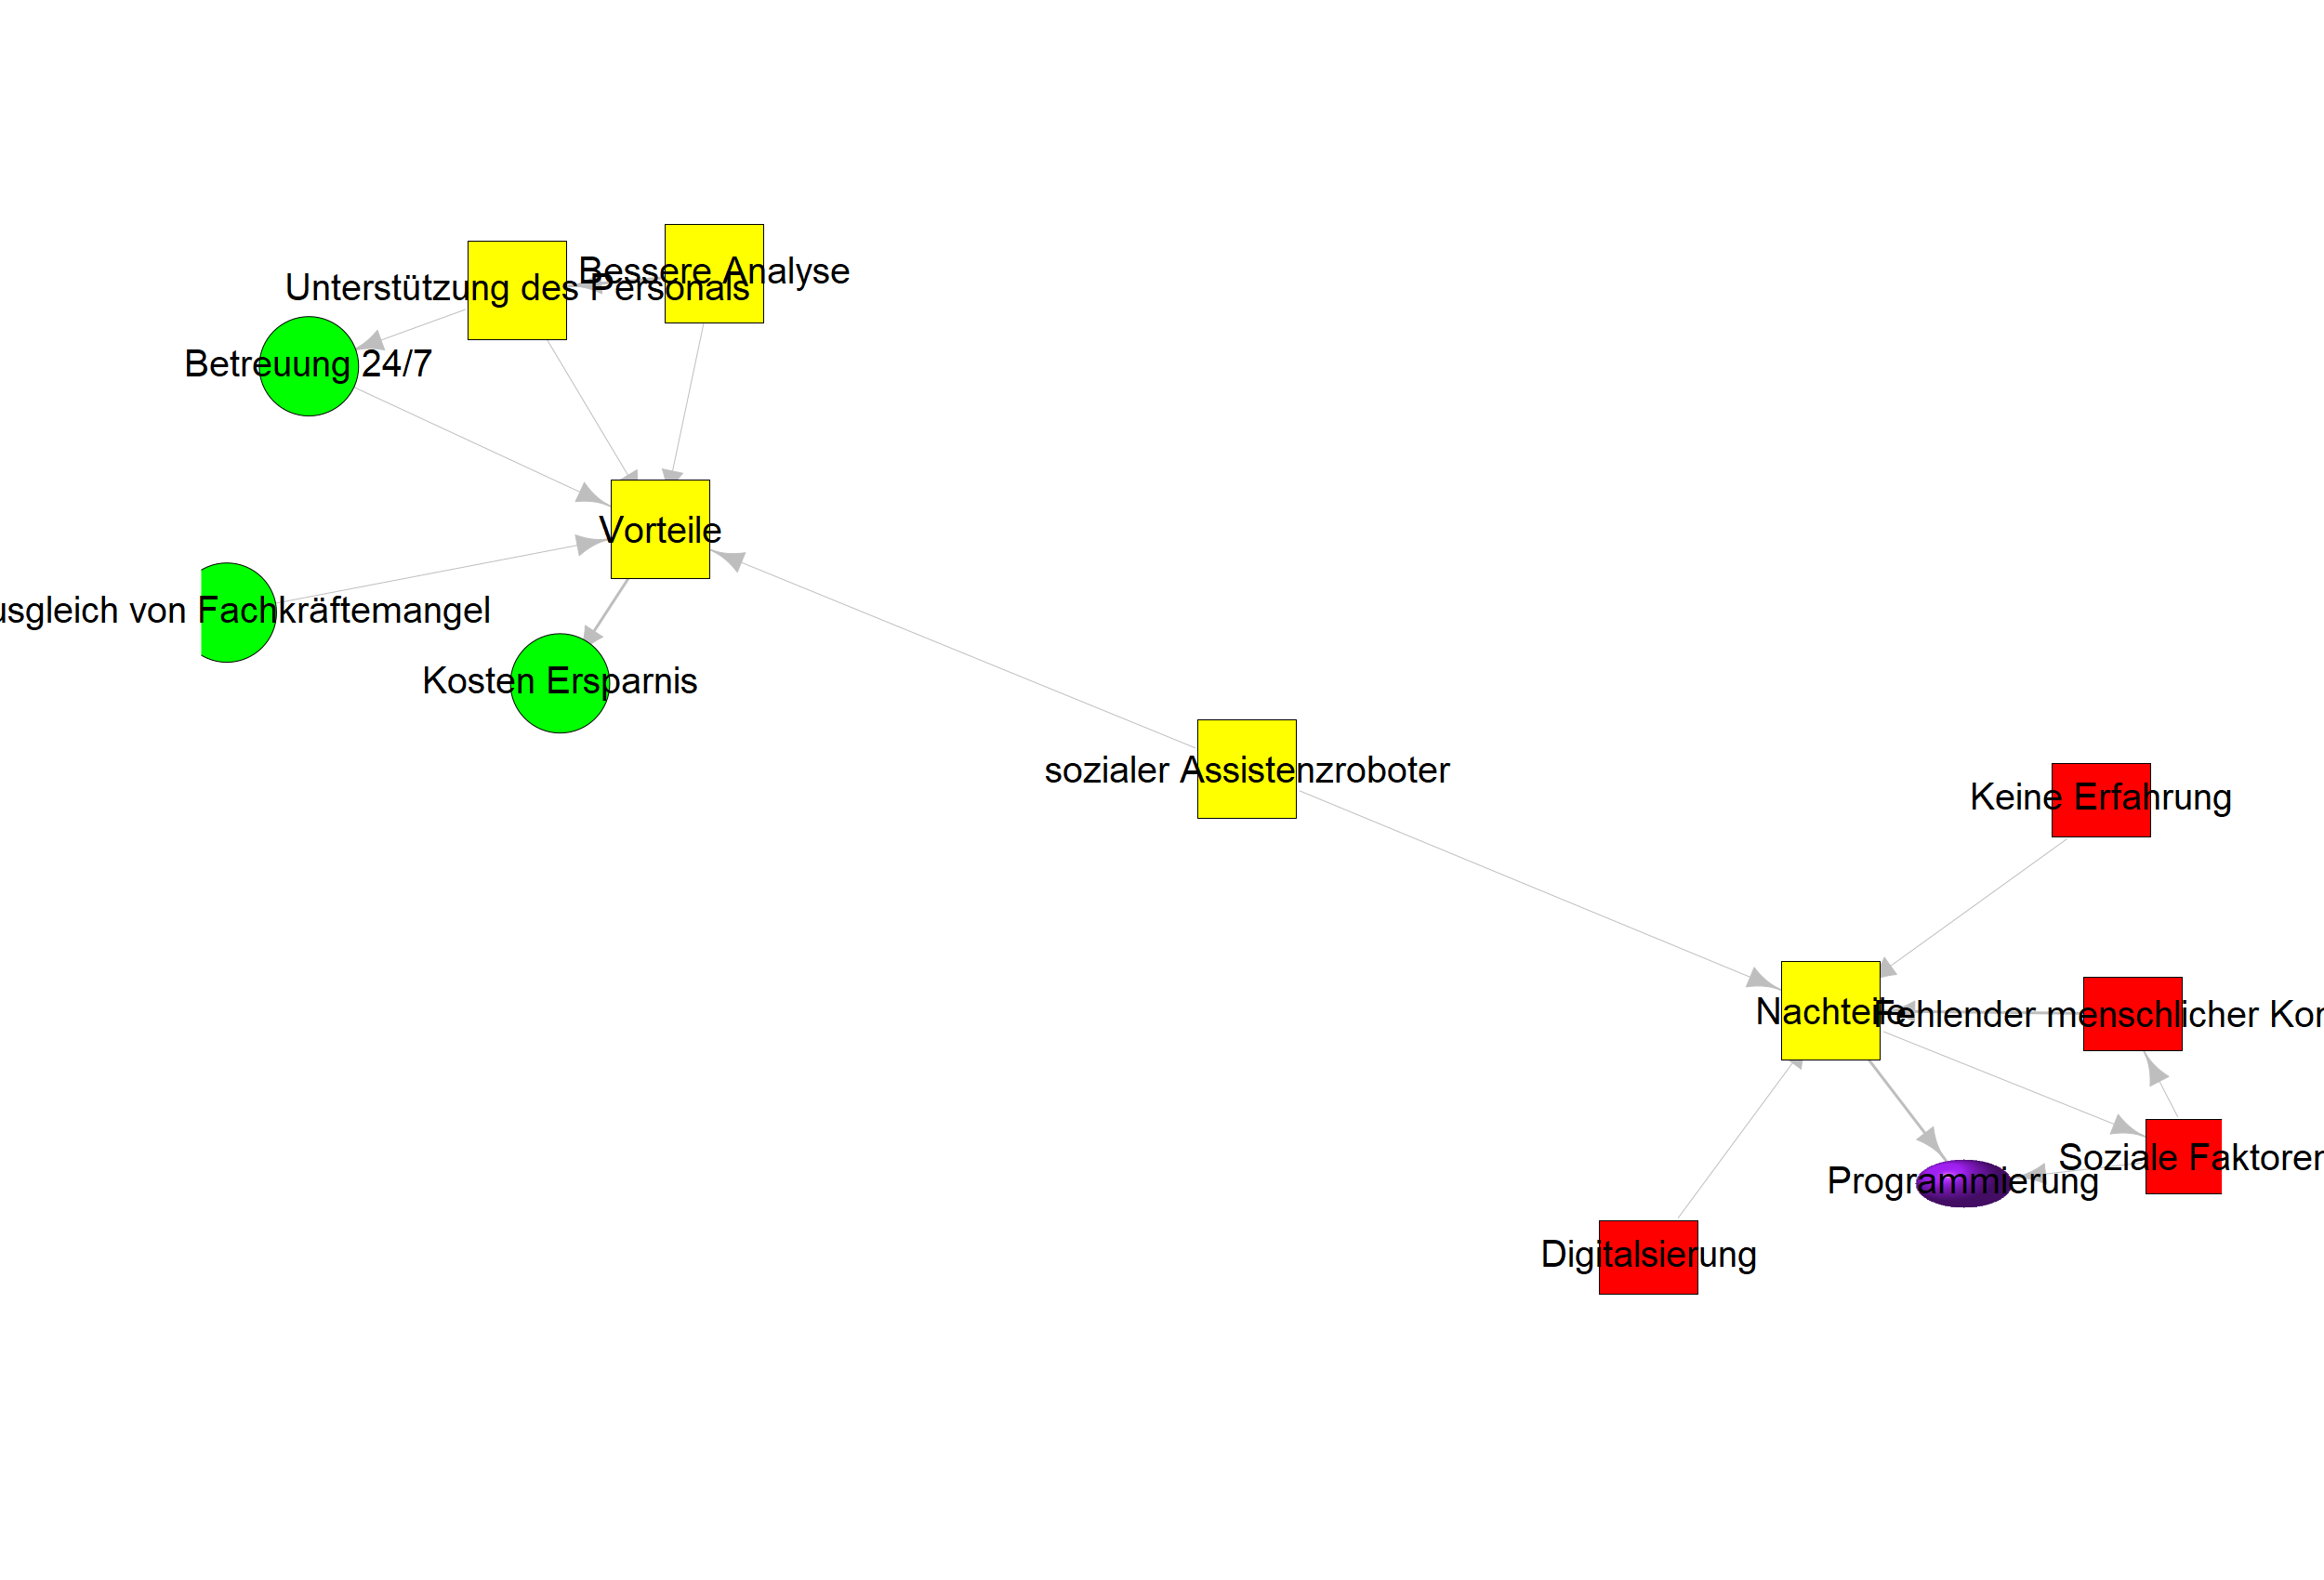 Bessere Analyse
Unterstützung des Personals
Betreuung 24/7
Vorteile
usgleich von Fachkräftemangel
Kosten Ersparnis
sozialer Assistenzroboter
Keine Erfahrung
Nachteile
Fehlender menschlicher Kon
Soziale Faktoren
Programmierung
Digitalsierung